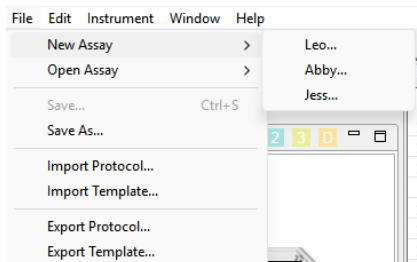 File Edit Instrument Window Help
New Assay > Leo...
Open Assay > Abby...
Jess...
Save... Ctrl+S
Save As...
2 3 D
Import Protocol...
Import Template...
Export Protocol...
Export Template...